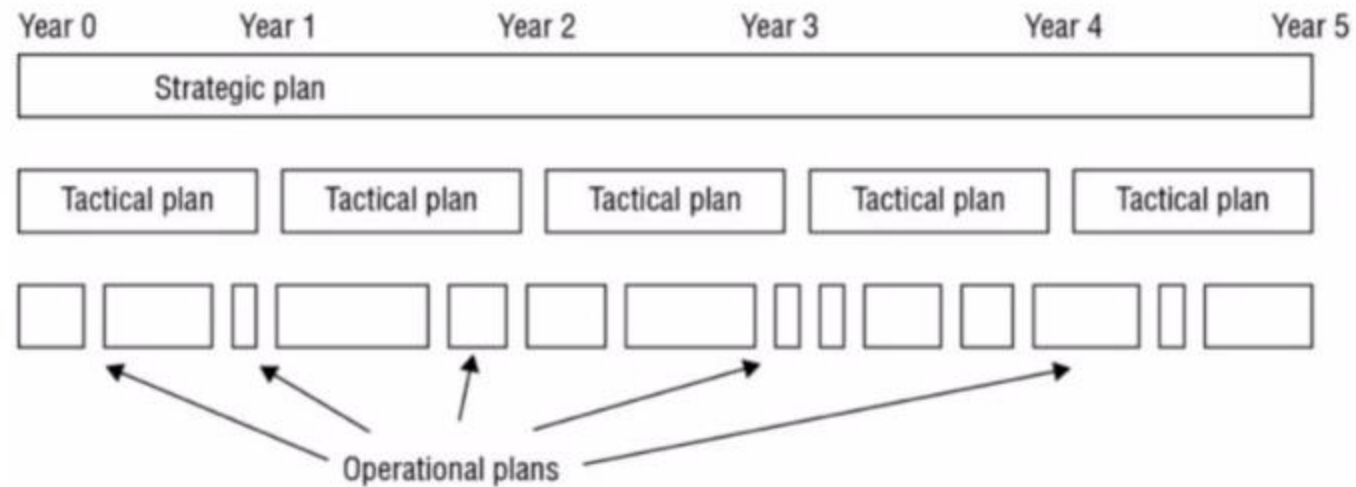 Year 0 Year 1 Year 2 Year 3 Year 4 Year 5
Strategic plan
Tactical plan Tactical plan Tactical plan Tactical plan Tactical plan
Operational plans